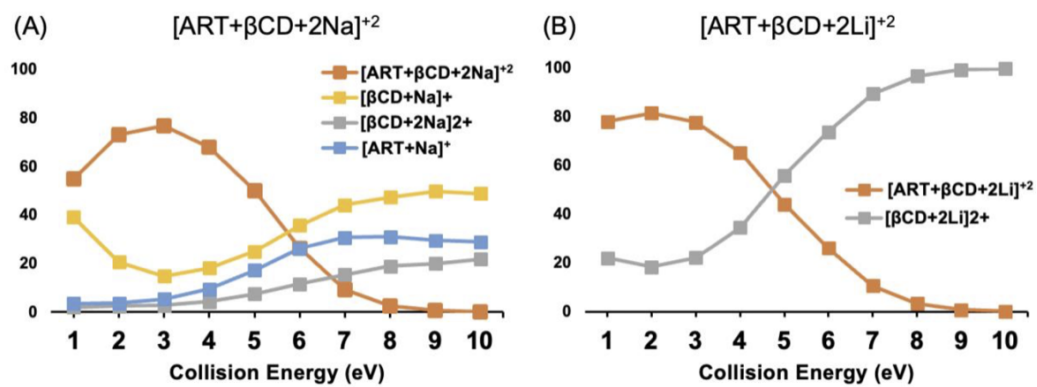 (A) [ART+βCD+2Na]⁺²
100
80
60
40
20
0
[ART+βCD+2Na]⁺²
[βCD+Na]+
[βCD+2Na]2+
[ART+Na]⁺
1 2 3 4 5 6 7 8 9 10
Collision Energy (eV)
(B) [ART+βCD+2Li]⁺²
100
80
60
40
20
0
[ART+βCD+2Li]⁺²
[βCD+2Li]2+
1 2 3 4 5 6 7 8 9 10
Collision Energy (eV)